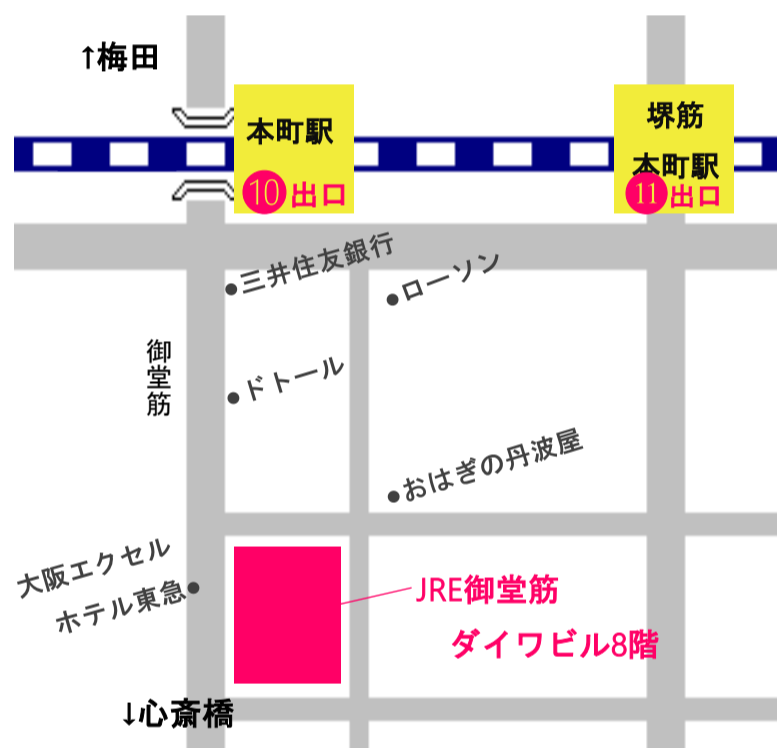 ↑梅田
本町駅
10出口
堺筋
本町駅
11出口
●三井住友銀行
●ローソン
御堂筋
●ドトール
●おはぎの丹波屋
大阪エクセル
ホテル東急●
JRE御堂筋
ダイワビル8階
↓心斎橋